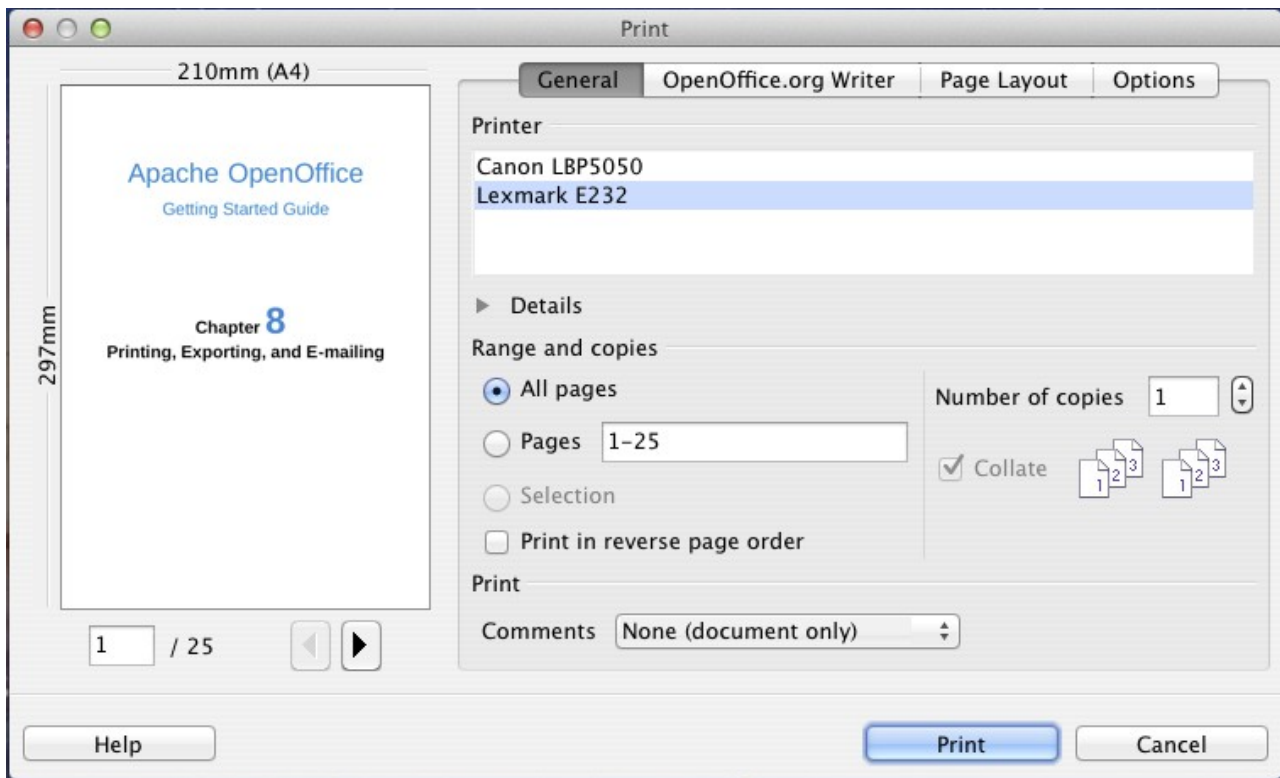 Print
210mm (A4)
297mm
Apache OpenOffice
Getting Started Guide
Chapter 8
Printing, Exporting, and E-mailing
1 / 25
General OpenOffice.org Writer Page Layout Options
Printer
Canon LBP5050
Lexmark E232
Details
Range and copies
All pages
Pages 1-25
Selection
Print in reverse page order
Number of copies 1
Collate 1 2 3 1 2 3
Print
Comments None (document only)
Help Print Cancel